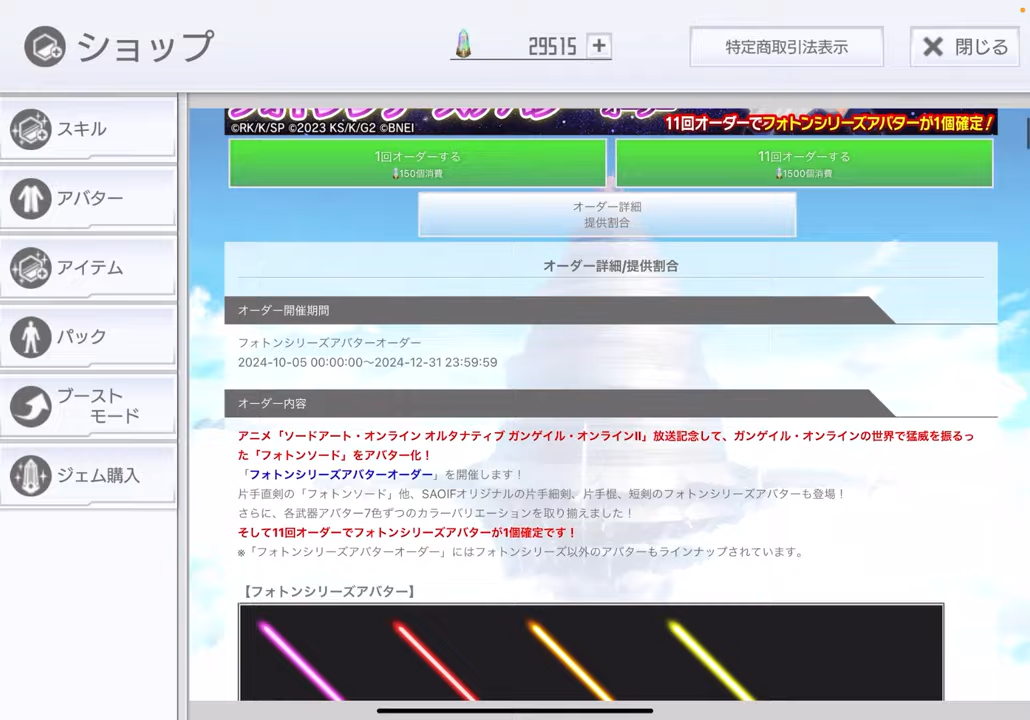 ショップ
29515
特定商取引法表示
閉じる
スキル
アバター
アイテム
パック
ブースト
モード
ジェム購入
©RK/K/SP ©2023 KS/K/G2 ©BNEI
11回オーダーでフォトンシリーズアバターが1個確定!
1回オーダーする
150個消費
11回オーダーする
1500個消費
オーダー詳細
提供割合
オーダー詳細/提供割合
オーダー開催期間
フォトンシリーズアバターオーダー
2024-10-05 00:00:00〜2024-12-31 23:59:59
オーダー内容
アニメ「ソードアート・オンライン オルタナティブ ガンゲイル・オンラインII」放送記念して、ガンゲイル・オンラインの世界で猛威を振るっ
た「フォトンソード」をアバター化！
「フォトンシリーズアバターオーダー」を開催します！
片手直剣の「フォトンソード」他、SAOIFオリジナルの片手細剣、片手棍、短剣のフォトンシリーズアバターも登場！
さらに、各武器アバター7色ずつのカラーバリエーションを取り揃えました！
そして11回オーダーでフォトンシリーズアバターが1個確定です！
※「フォトンシリーズアバターオーダー」にはフォトンシリーズ以外のアバターもラインナップされています。
【フォトンシリーズアバター】